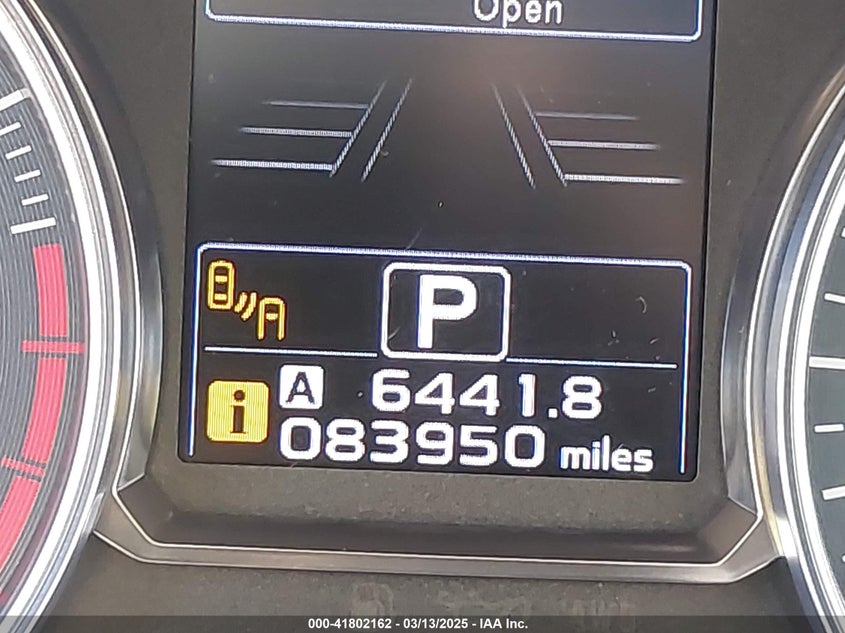 Open
P
i A 6441.8
083950 miles
000-41802162 - 03/13/2025 - IAA Inc.